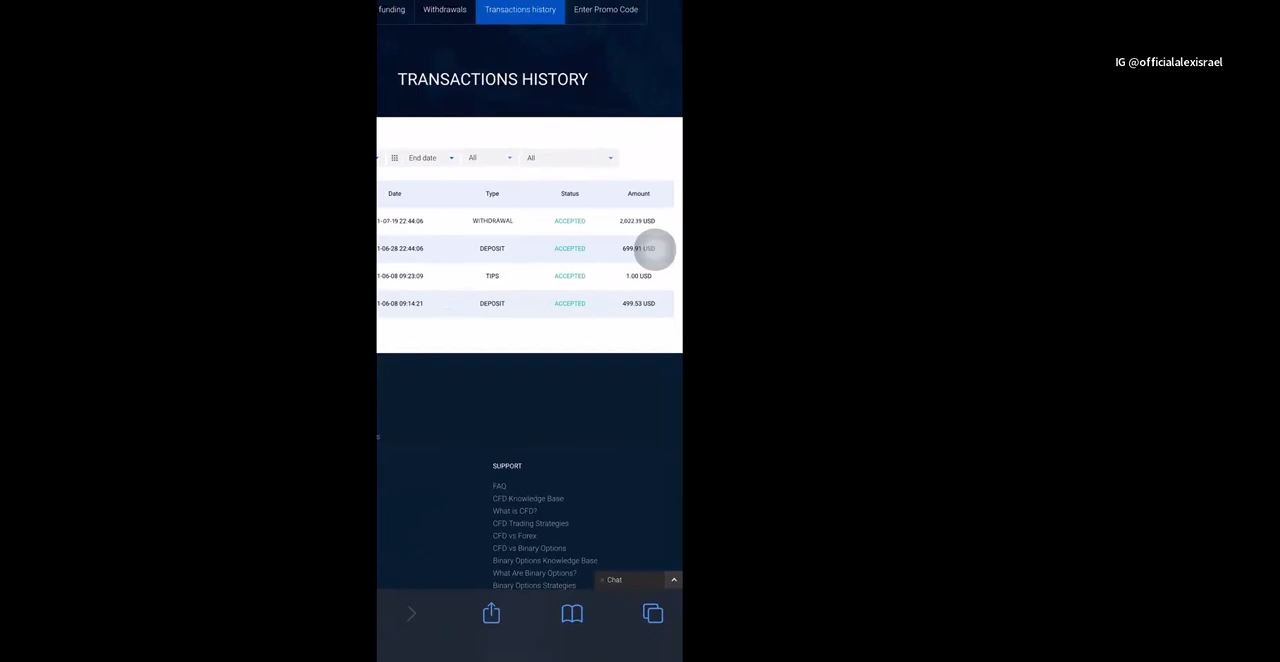 funding Withdrawals Transactions history Enter Promo Code
IG @officialalexisrael
TRANSACTIONS HISTORY
End date All All
Date Type Status Amount
1-07-19 22:44:06 WITHDRAWAL ACCEPTED 2,022.39 USD
1-06-28 22:44:06 DEPOSIT ACCEPTED 699.91 USD
1-06-08 09:23:09 TIPS ACCEPTED 1.00 USD
1-06-08 09:14:21 DEPOSIT ACCEPTED 499.53 USD
s
SUPPORT
FAQ
CFD Knowledge Base
What is CFD?
CFD Trading Strategies
CFD vs Forex
CFD vs Binary Options
Binary Options Knowledge Base
What Are Binary Options?
Binary Options Strategies
Chat